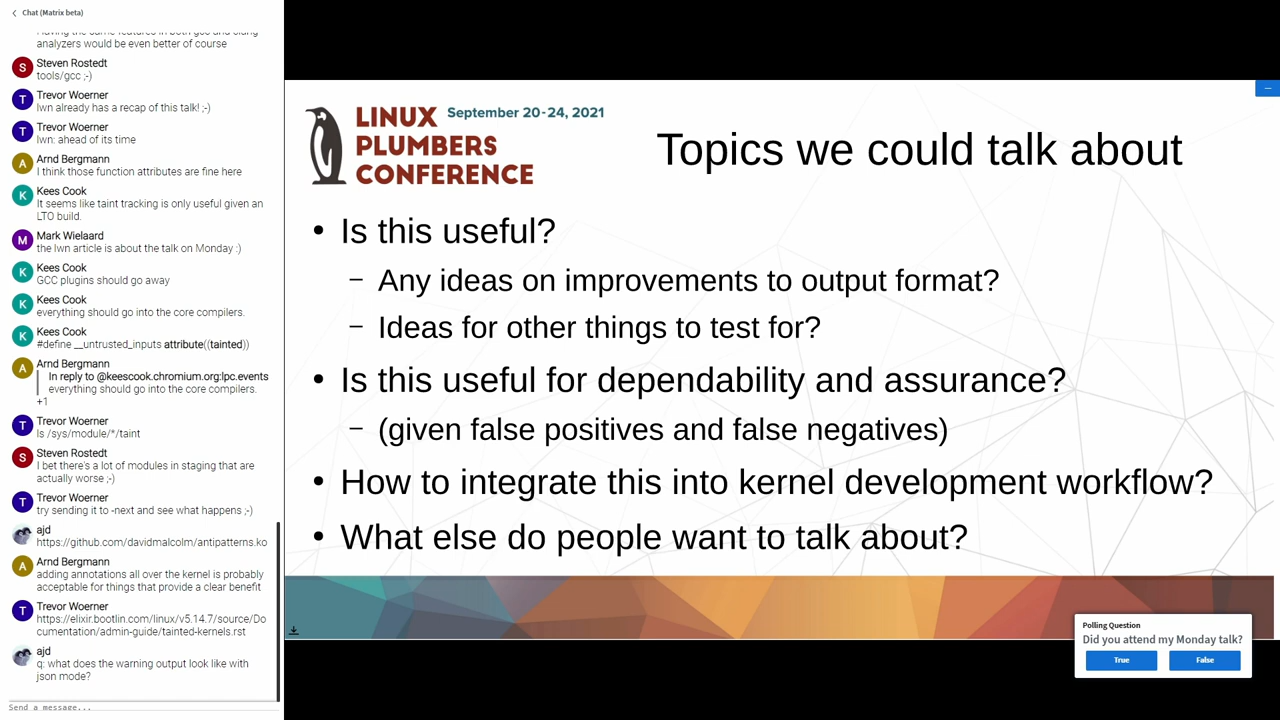 Chat (Matrix beta)
analyzers would be even better of course
Steven Rostedt
tools/gcc ;-)
Trevor Woerner
lwn already has a recap of this talk! ;-)
Trevor Woerner
lwn: ahead of its time
A
Arnd Bergmann
I think those function attributes are fine here
Kees Cook
It seems like taint tracking is only useful given an
LTO build.
Mark Wielaard
the lwn article is about the talk on Monday :)
Kees Cook
GCC plugins should go away
Kees Cook
everything should go into the core compilers.
Kees Cook
#define __untrusted_inputs attribute((tainted))
Arnd Bergmann
In reply to @keescook:chromium.org:lpc.events
everything should go into the core compilers.
+1
Trevor Woerner
ls /sys/module/*/taint
Steven Rostedt
I bet there's a lot of modules in staging that are
actually worse ;-)
Trevor Woerner
try sending it to -next and see what happens ;-)
ajd
https://github.com/davidmalcolm/antipatterns.ko
Arnd Bergmann
adding annotations all over the kernel is probably
acceptable for things that provide a clear benefit
Trevor Woerner
https://elixir.bootlin.com/linux/v5.14.7/source/Do
cumentation/admin-guide/tainted-kernels.rst
ajd
q: what does the warning output look like with
json mode?
Send a message...
LINUX
PLUMBERS
CONFERENCE
September 20-24, 2021
Topics we could talk about
• Is this useful?
– Any ideas on improvements to output format?
– Ideas for other things to test for?
• Is this useful for dependability and assurance?
– (given false positives and false negatives)
• How to integrate this into kernel development workflow?
• What else do people want to talk about?
Polling Question
Did you attend my Monday talk?
True
False